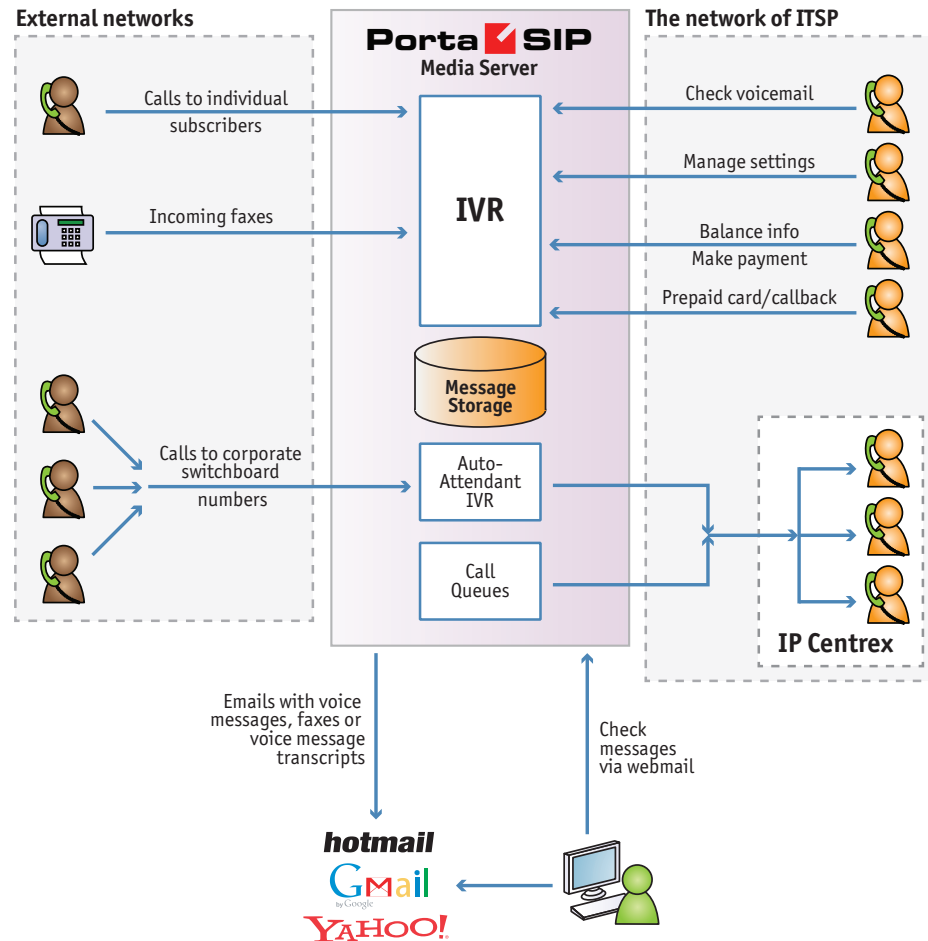 External networks
Porta SIP
Media Server
The network of ITSP
Calls to individual
subscribers
Incoming faxes
IVR
Check voicemail
Manage settings
Balance info
Make payment
Prepaid card/callback
Message
Storage
Calls to corporate
switchboard
numbers
Auto-
Attendant
IVR
Call
Queues
IP Centrex
Emails with voice
messages, faxes or
voice message
transcripts
Check
messages
via webmail
hotmail
GMail
by Google
YAHOO!